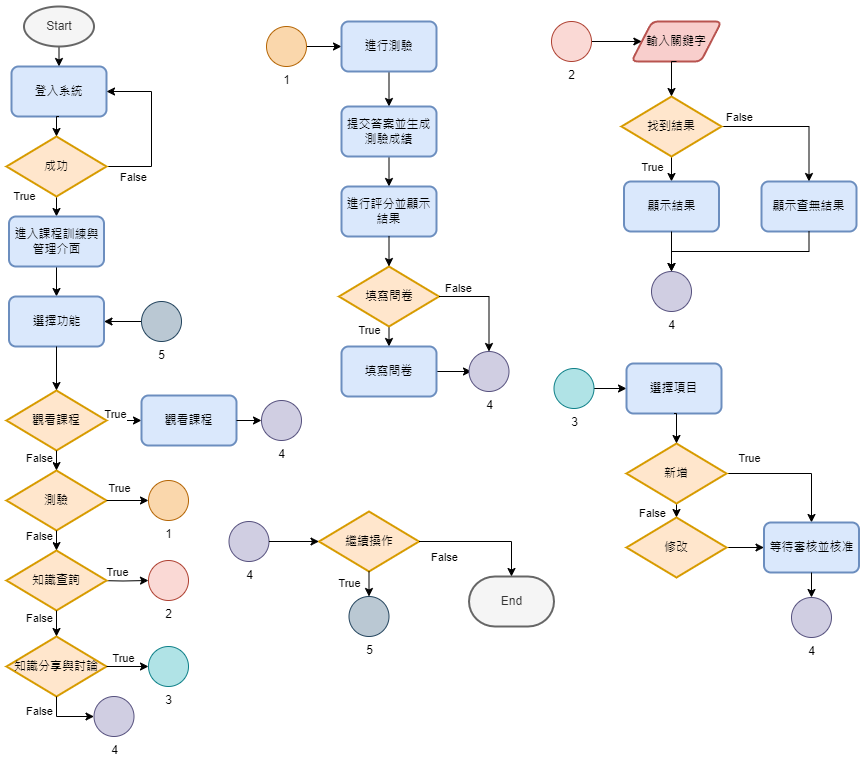 Start
登入系統
成功
False
True
進入課程訓練與
管理介面
選擇功能
5
觀看課程
True
觀看課程
4
False
測驗
True
1
False
知識查詢
True
2
False
知識分享與討論
True
3
False
4
1
進行測驗
提交答案並生成
測驗成績
進行評分並顯示
結果
填寫問卷
False
True
填寫問卷
4
4
繼續操作
False
True
5
End
2
輸入關鍵字
找到結果
False
True
顯示結果
顯示查無結果
4
3
選擇項目
新增
True
False
修改
等待審核並核准
4